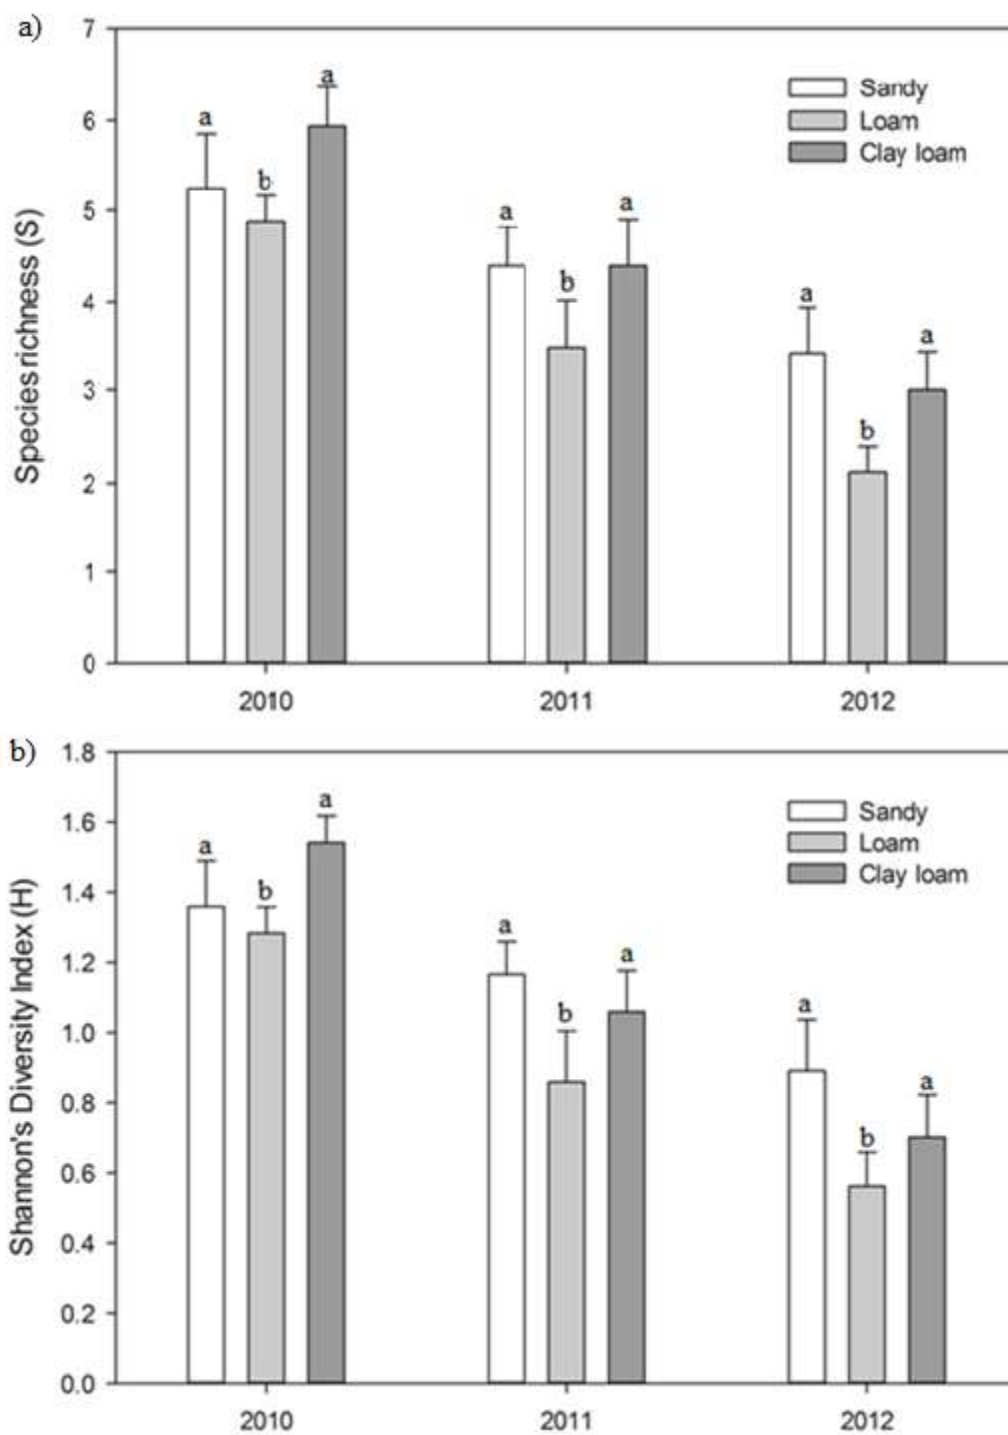 a)
7
6
5
4
3
2
1
0
Species richness (S)
Sandy
Loam
Clay loam
a
b
a
a
b
a
a
b
a
2010 2011 2012
b)
1.8
1.6
1.4
1.2
1.0
0.8
0.6
0.4
0.2
0.0
Shannon's Diversity Index (H)
Sandy
Loam
Clay loam
a
b
a
a
b
a
a
b
a
2010 2011 2012